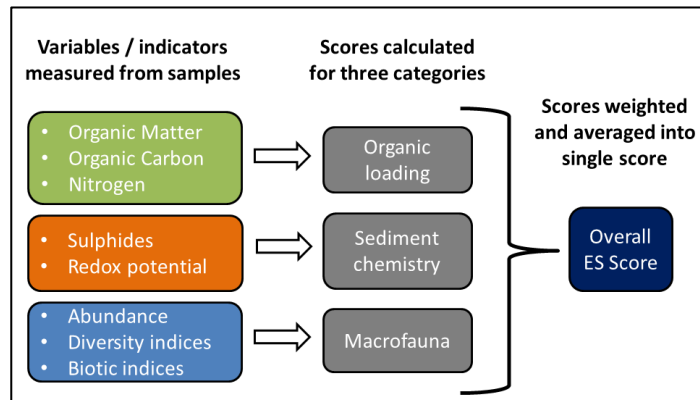 Variables / indicators
measured from samples
Scores calculated
for three categories
Scores weighted
and averaged into
single score
• Organic Matter
• Organic Carbon
• Nitrogen
Organic
loading
• Sulphides
• Redox potential
Sediment
chemistry
Overall
ES Score
• Abundance
• Diversity indices
• Biotic indices
Macrofauna